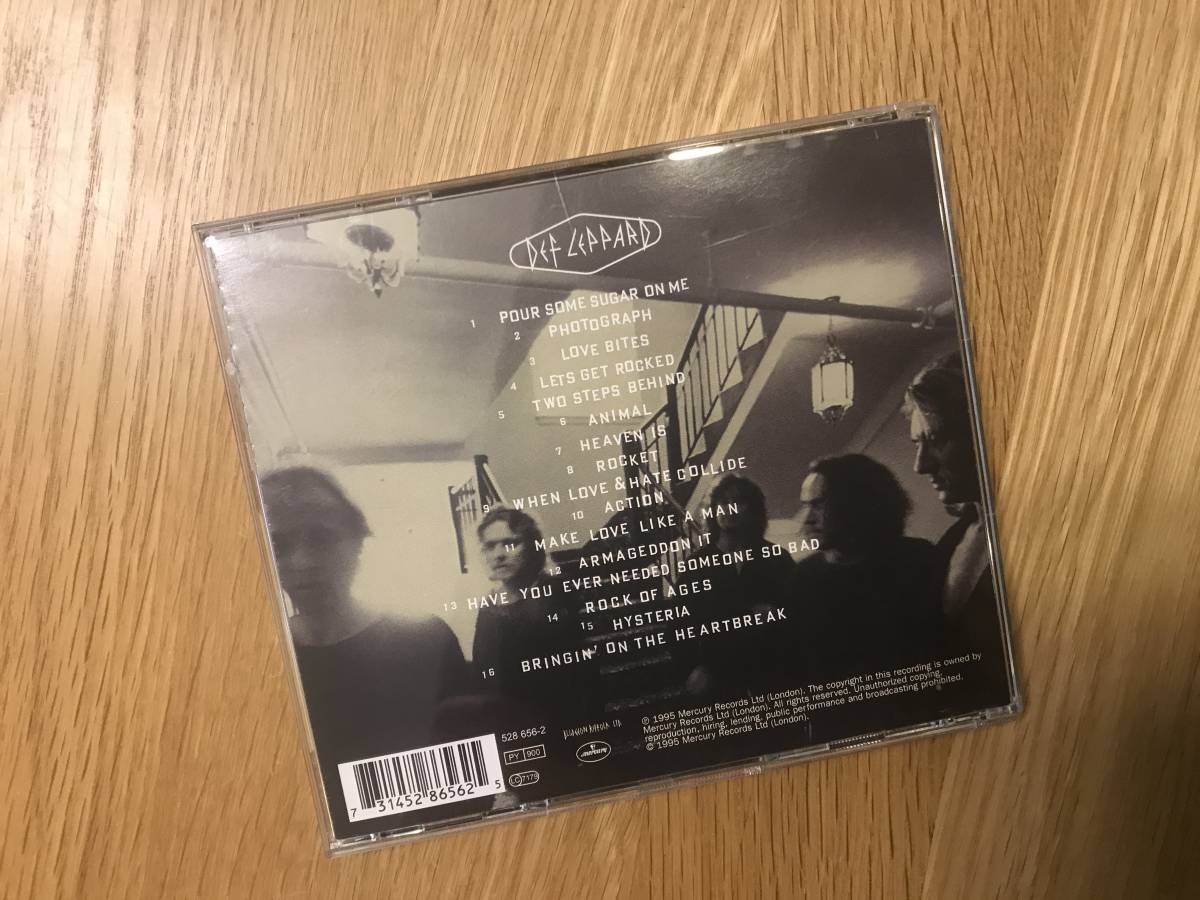 DEF LEPPARD
1 POUR SOME SUGAR ON ME
2 PHOTOGRAPH
3 LOVE BITES
4 LETS GET ROCKED
5 TWO STEPS BEHIND
6 ANIMAL
7 HEAVEN IS
8 ROCKET
9 WHEN LOVE & HATE COLLIDE
10 ACTION
11 MAKE LOVE LIKE A MAN
12 ARMAGEDDON IT
13 HAVE YOU EVER NEEDED SOMEONE SO BAD
14 ROCK OF AGES
15 HYSTERIA
16 BRINGIN' ON THE HEARTBREAK
528 656-2
PY 900
LC 7179
7 31452 86562 5
BLUDGEON RIFFOLA LTD.
mercury
℗ 1995 Mercury Records Ltd (London). The copyright in this recording is owned by
Mercury Records Ltd (London). All rights reserved. Unauthorized copying,
reproduction, hiring, lending, public performance and broadcasting prohibited.
© 1995 Mercury Records Ltd (London).